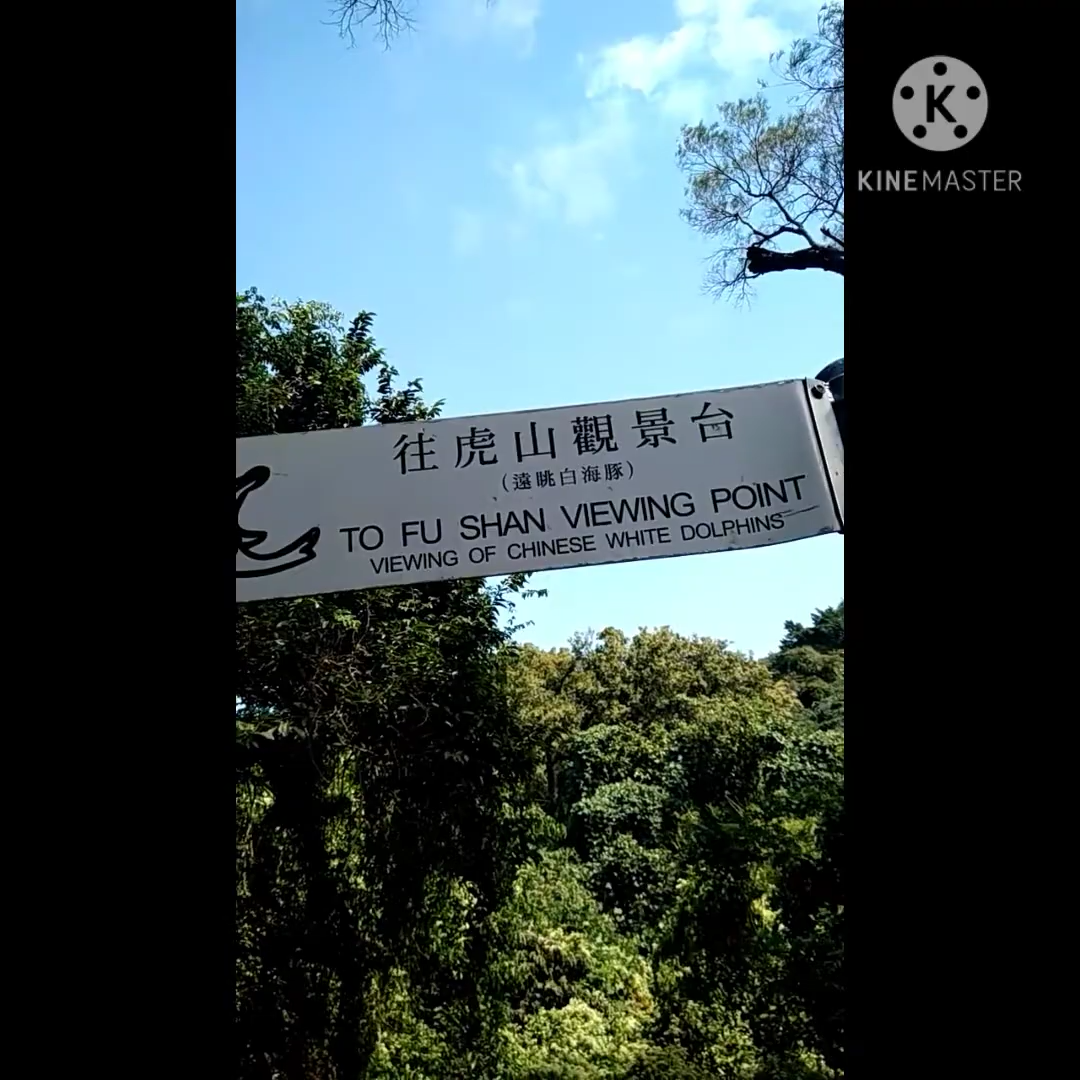 往虎山觀景台
(遠眺白海豚)
TO FU SHAN VIEWING POINT
VIEWING OF CHINESE WHITE DOLPHINS
K
KINEMASTER